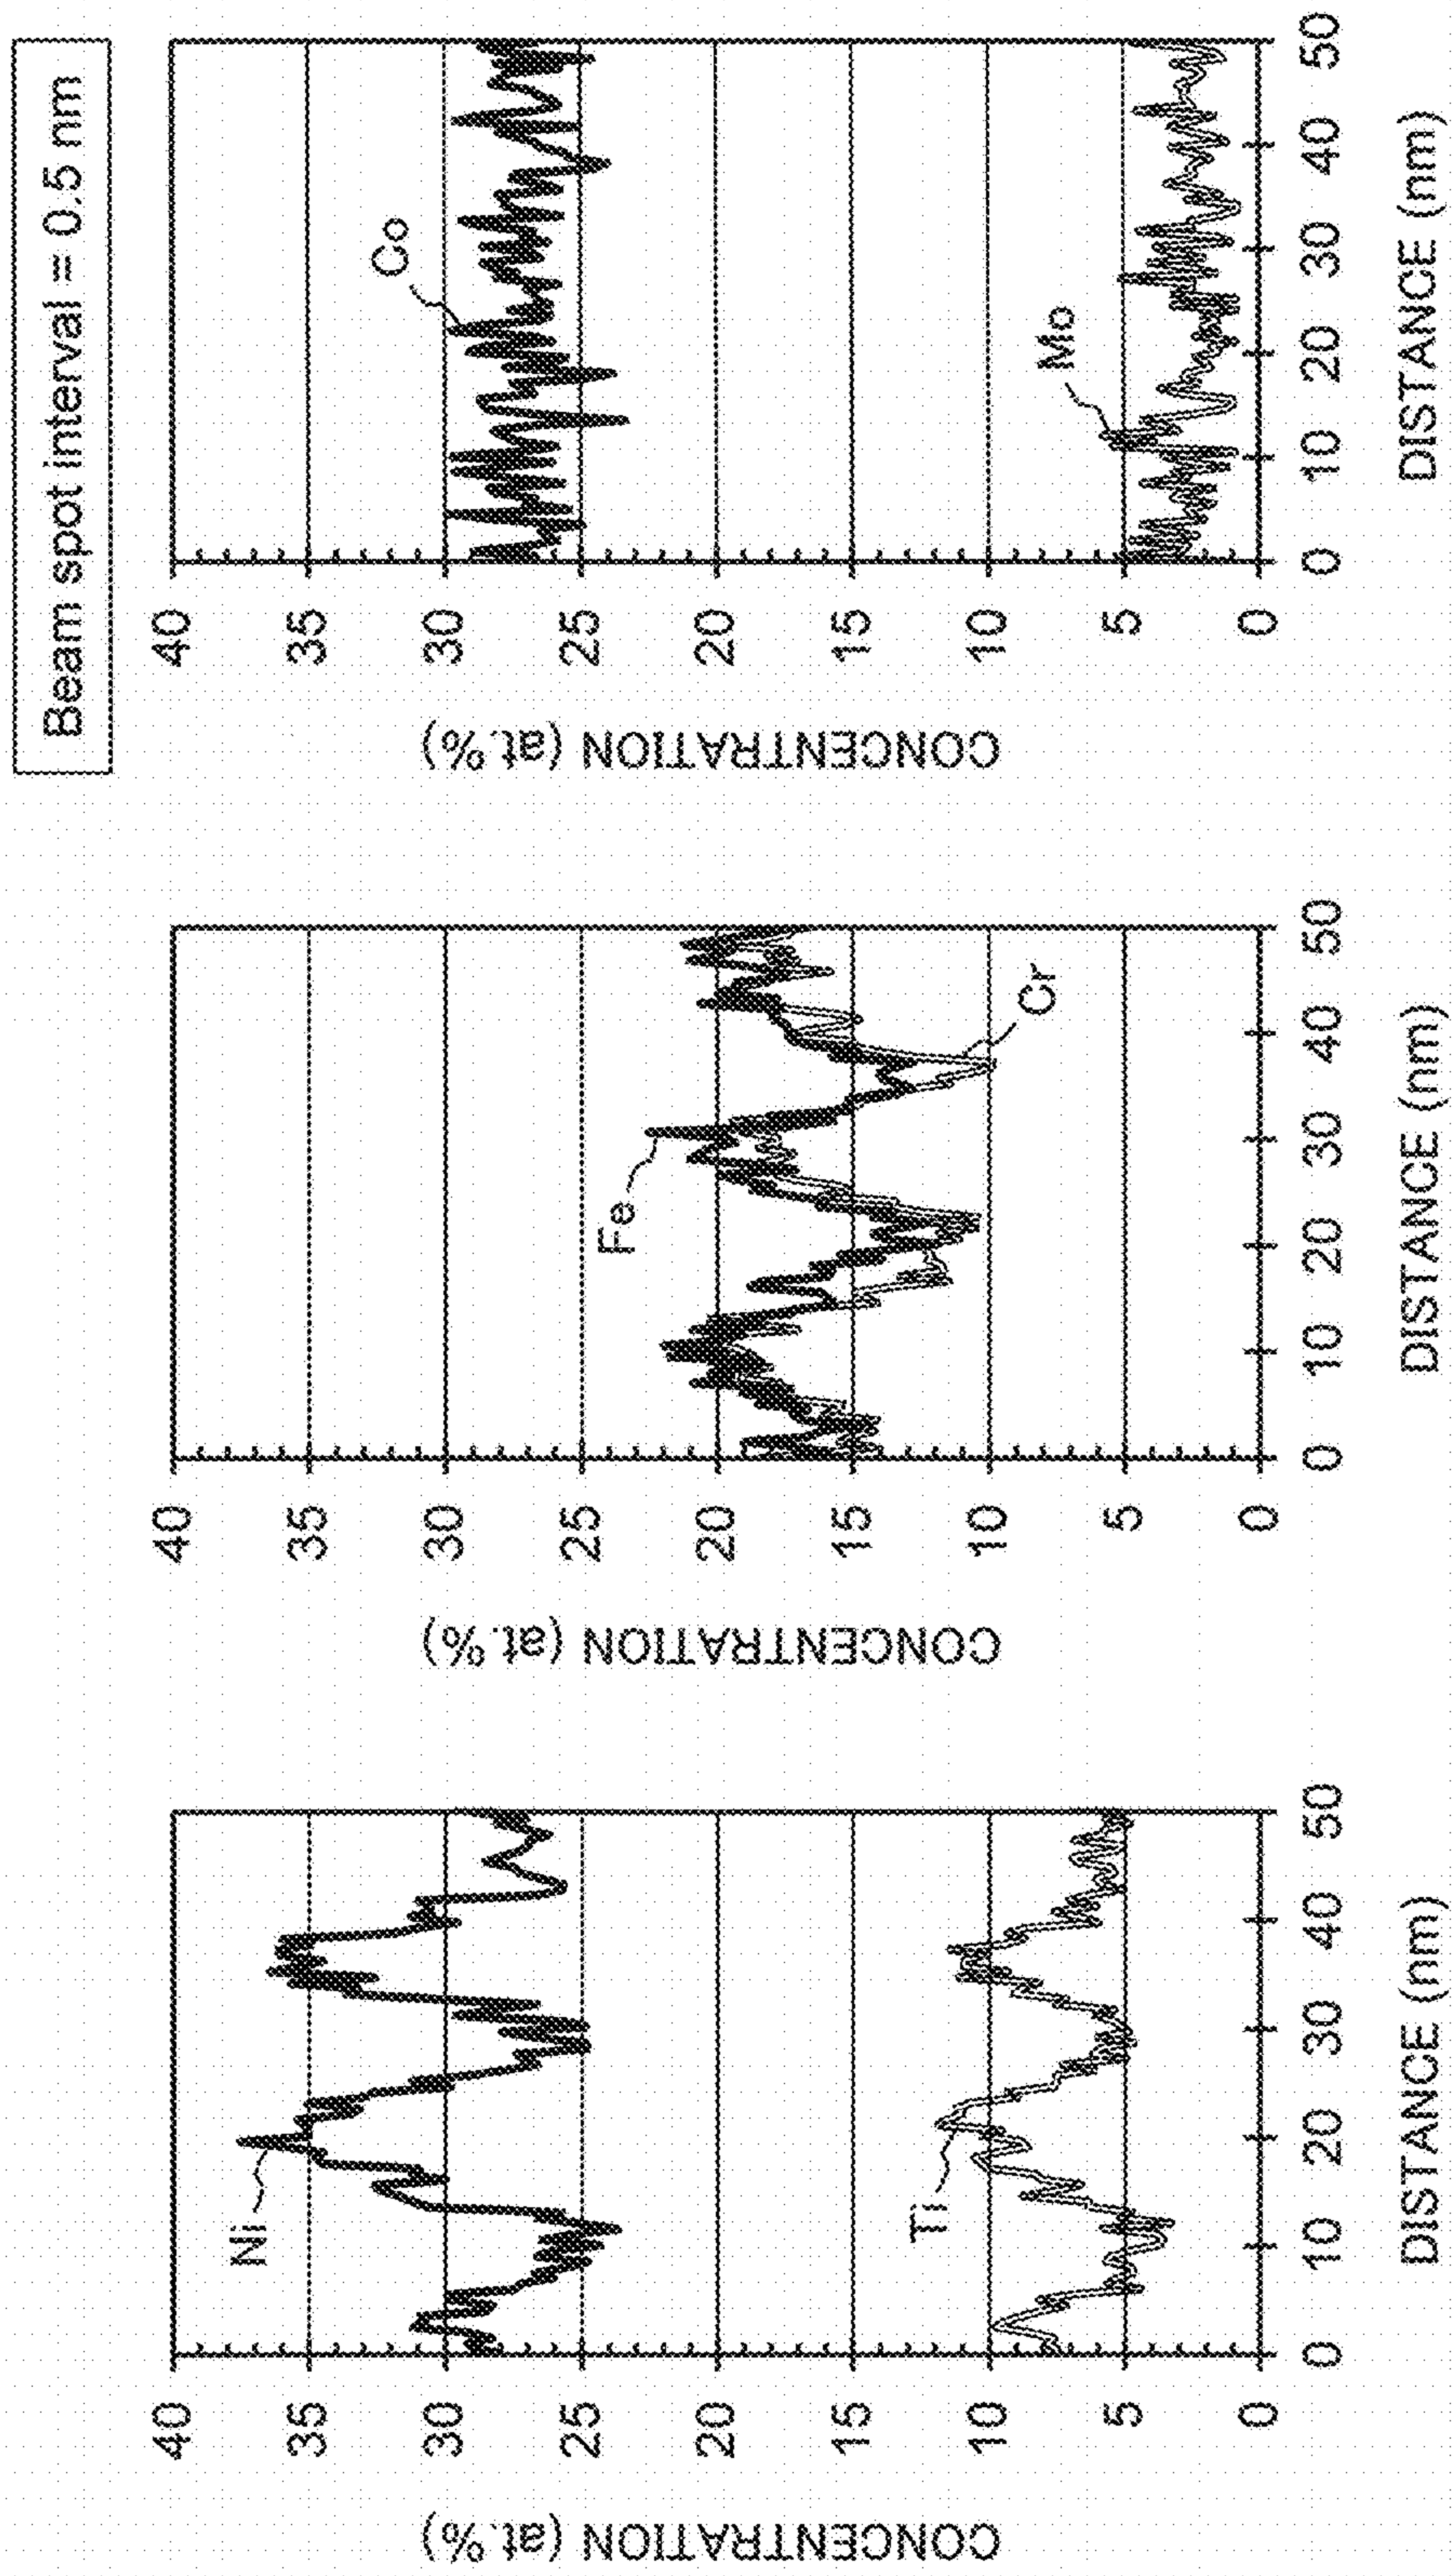 Beam spot interval = 0.5 nm
CONCENTRATION (at.%)
40
35
30
25
20
15
10
5
0
Ni
Ti
0 10 20 30 40 50
DISTANCE (nm)
CONCENTRATION (at.%)
40
35
30
25
20
15
10
5
0
Fe
Cr
0 10 20 30 40 50
DISTANCE (nm)
CONCENTRATION (at.%)
40
35
30
25
20
15
10
5
0
Co
Mo
0 10 20 30 40 50
DISTANCE (nm)